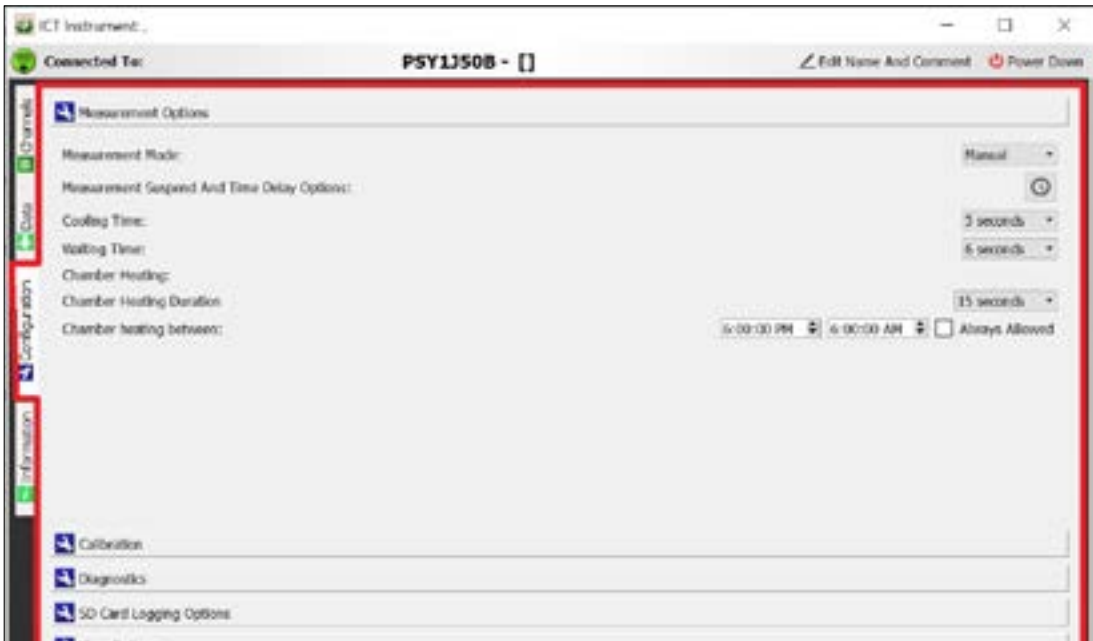 ICT Instrument: .
Connected To: PSY1J50B - [] Edit Name And Comment Power Down
Channels
Data
Configuration
Information
Measurement Options
Measurement Mode: Manual
Measurement Suspend And Time Delay Options:
Cooling Time: seconds
Waiting Time: 6 seconds
Chamber Heating:
Chamber Heating Duration 15 seconds
Chamber heating between: 6:00:00 PM 6:00:00 AM Always Allowed
Calibration
Diagnostics
SD Card Logging Options